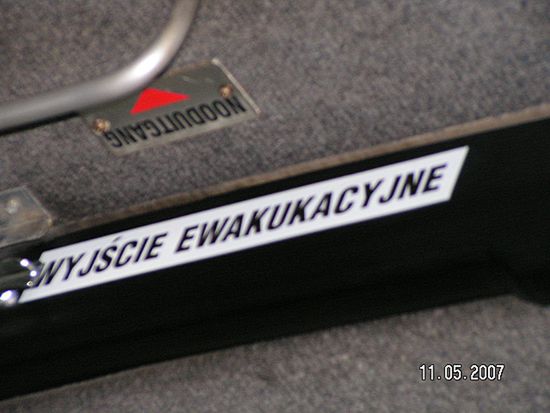 NOODUITGANG
WYJŚCIE EWAKUKACYJNE
11.05.2007